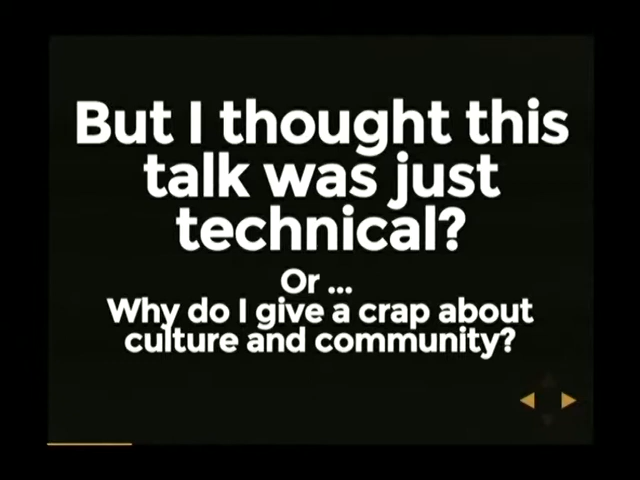 But I thought this
talk was just
technical?
Or ...
Why do I give a crap about
culture and community?